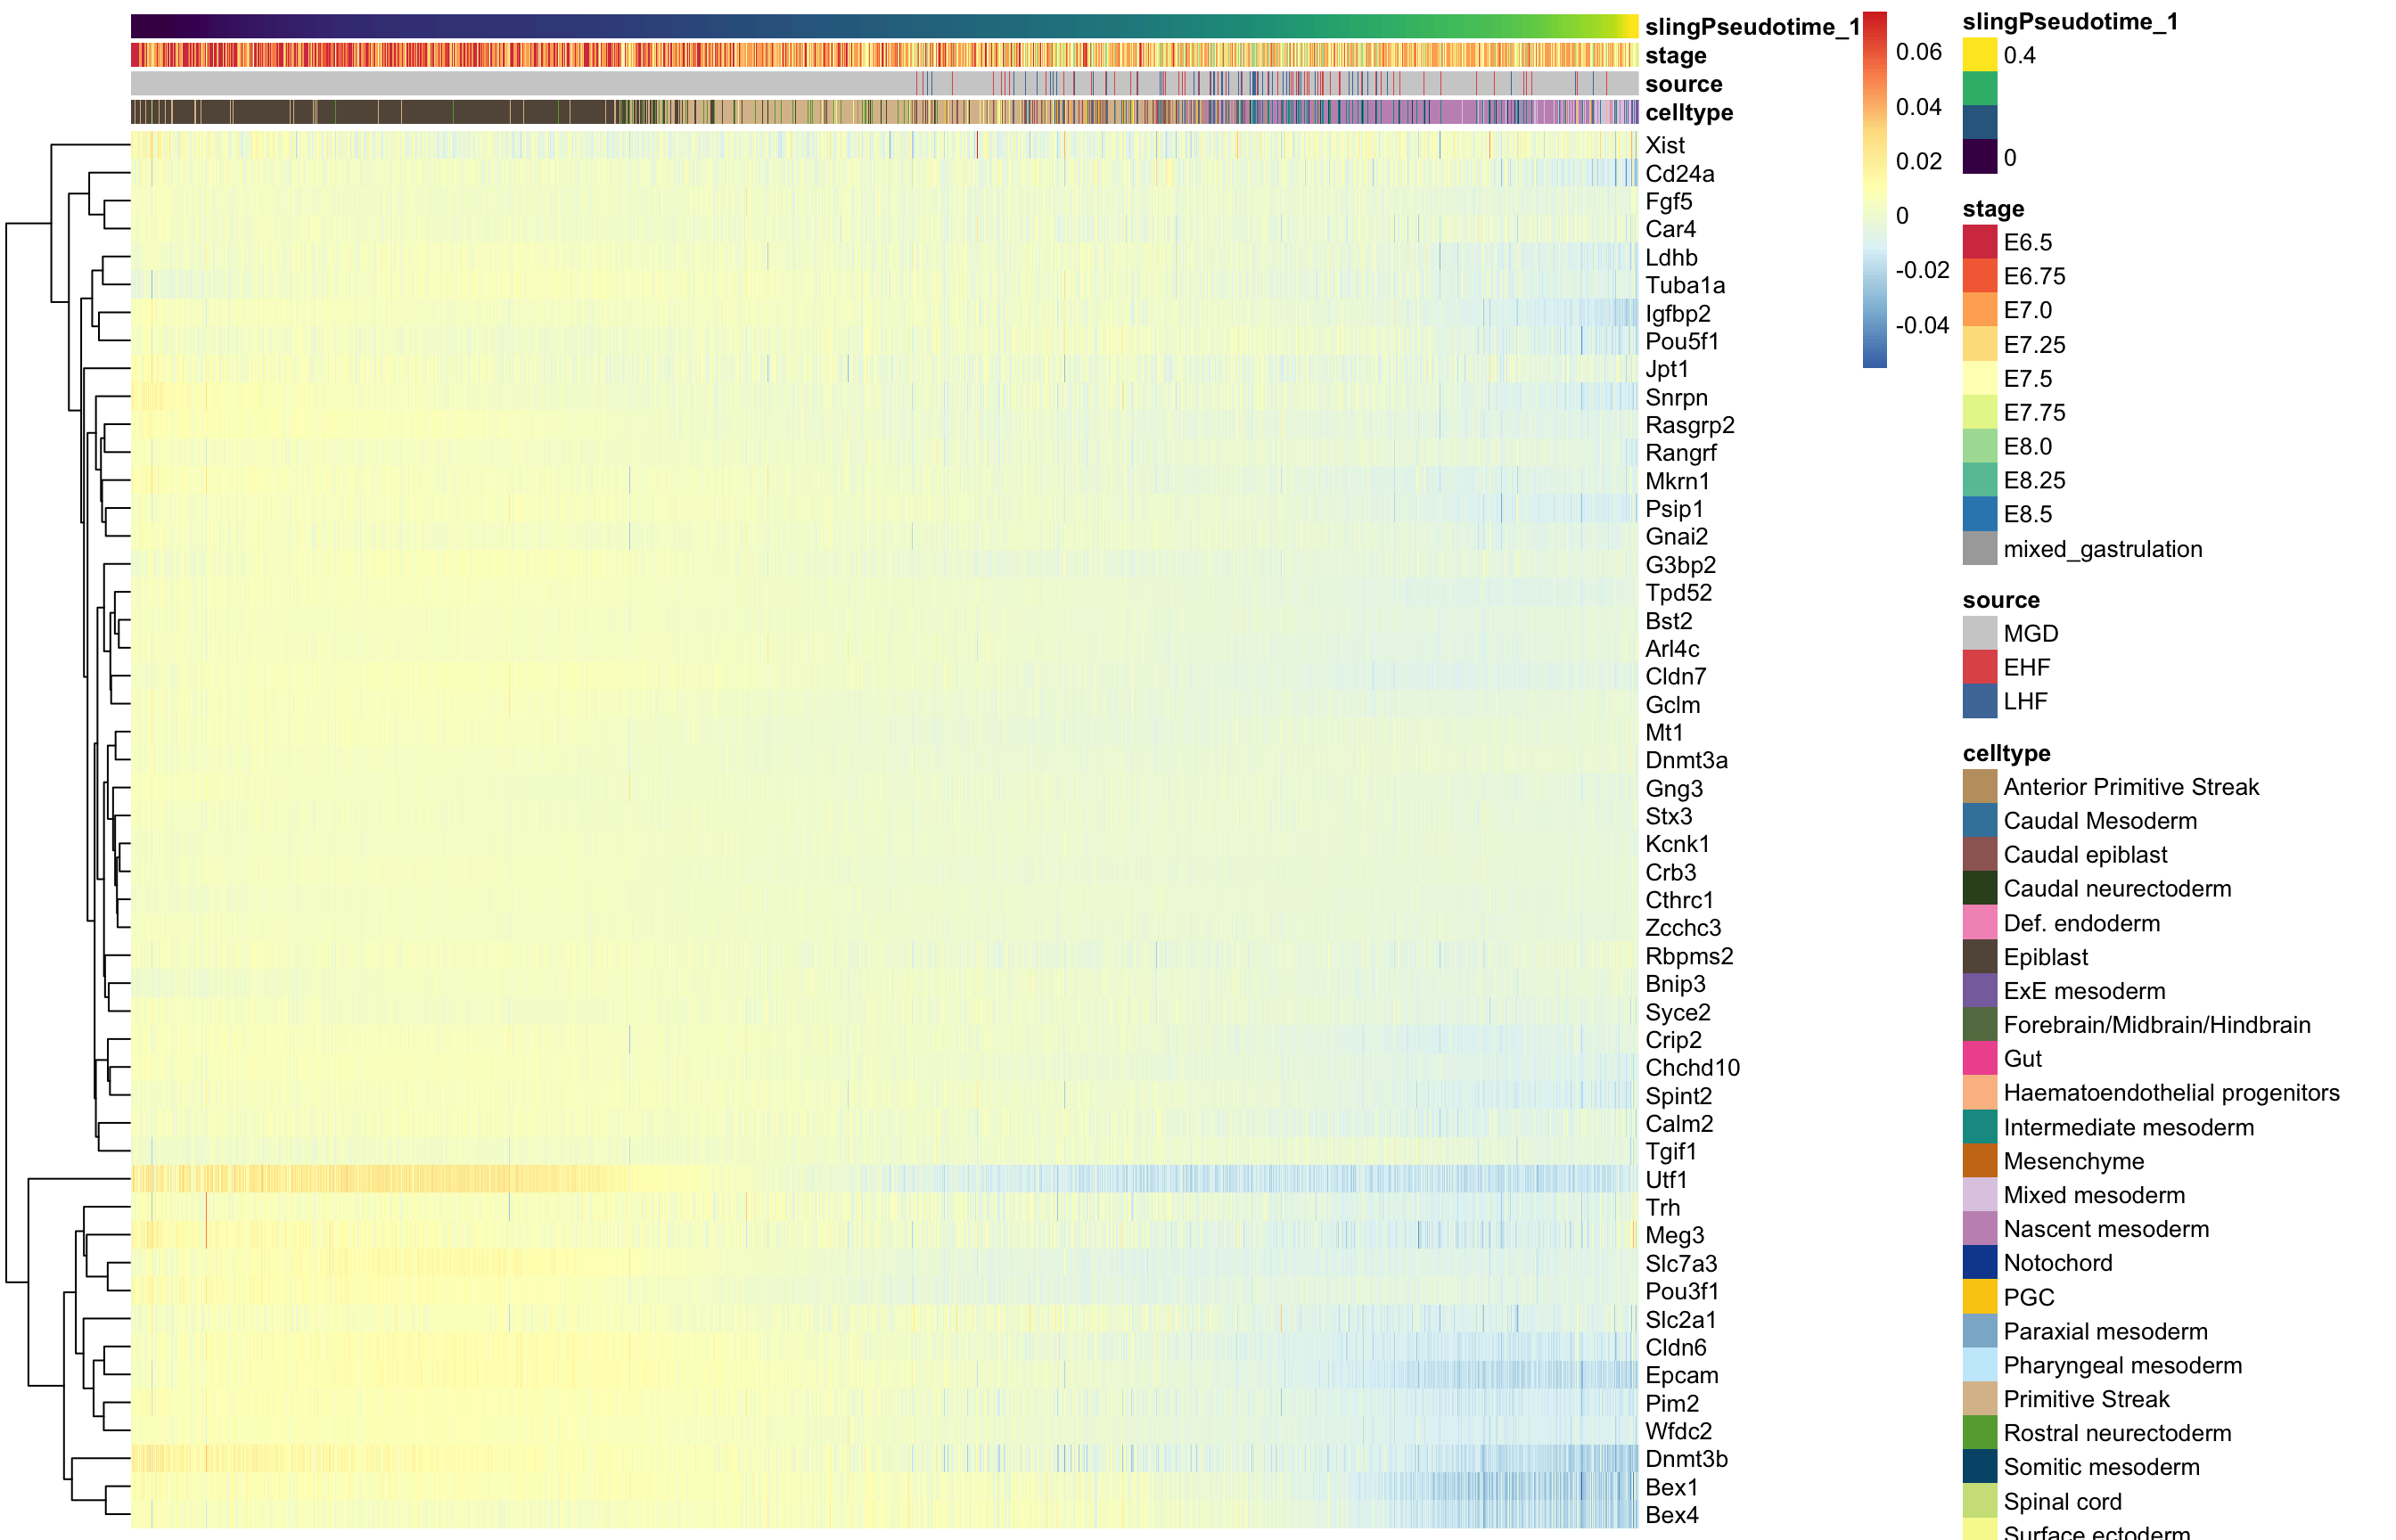 slingPseudotime_1
stage
source
celltype
Xist
Cd24a
Fgf5
Car4
Ldhb
Tuba1a
Igfbp2
Pou5f1
Jpt1
Snrpn
Rasgrp2
Rangrf
Mkrn1
Psip1
Gnai2
G3bp2
Tpd52
Bst2
Arl4c
Cldn7
Gclm
Mt1
Dnmt3a
Gng3
Stx3
Kcnk1
Crb3
Cthrc1
Zcchc3
Rbpms2
Bnip3
Syce2
Crip2
Chchd10
Spint2
Calm2
Tgif1
Utf1
Trh
Meg3
Slc7a3
Pou3f1
Slc2a1
Cldn6
Epcam
Pim2
Wfdc2
Dnmt3b
Bex1
Bex4
0.06
0.04
0.02
0
-0.02
-0.04
slingPseudotime_1
0.4
0
stage
E6.5
E6.75
E7.0
E7.25
E7.5
E7.75
E8.0
E8.25
E8.5
mixed_gastrulation
source
MGD
EHF
LHF
celltype
Anterior Primitive Streak
Caudal Mesoderm
Caudal epiblast
Caudal neurectoderm
Def. endoderm
Epiblast
ExE mesoderm
Forebrain/Midbrain/Hindbrain
Gut
Haematoendothelial progenitors
Intermediate mesoderm
Mesenchyme
Mixed mesoderm
Nascent mesoderm
Notochord
PGC
Paraxial mesoderm
Pharyngeal mesoderm
Primitive Streak
Rostral neurectoderm
Somitic mesoderm
Spinal cord
Surface ectoderm